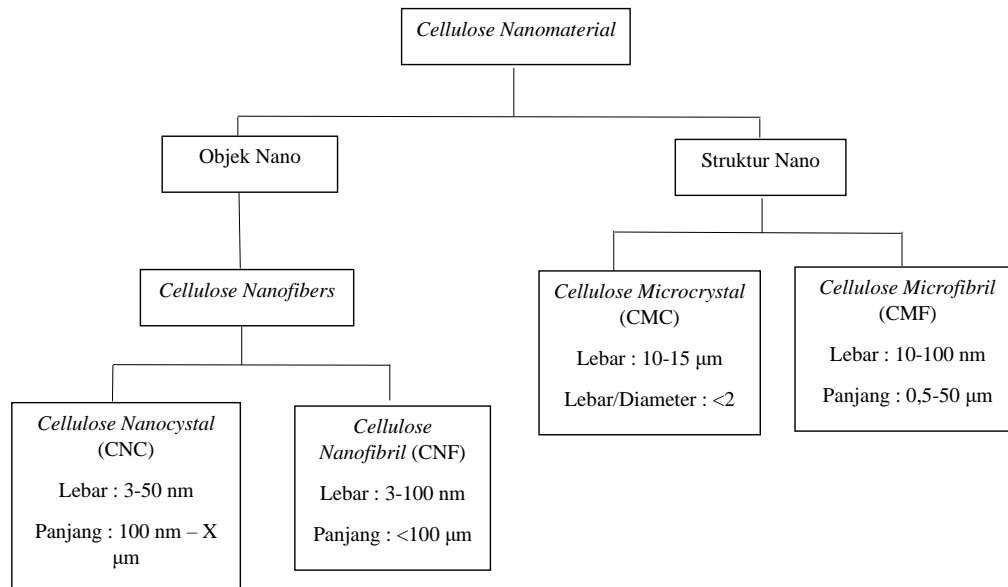 Cellulose Nanomaterial
Objek Nano
Struktur Nano
Cellulose Nanofibers
Cellulose Microcrystal
(CMC)
Lebar : 10-15 μm
Lebar/Diameter : <2
Cellulose Microfibril
(CMF)
Lebar : 10-100 nm
Panjang : 0,5-50 μm
Cellulose Nanocystal
(CNC)
Lebar : 3-50 nm
Panjang : 100 nm – X
μm
Cellulose
Nanofibril (CNF)
Lebar : 3-100 nm
Panjang : <100 μm